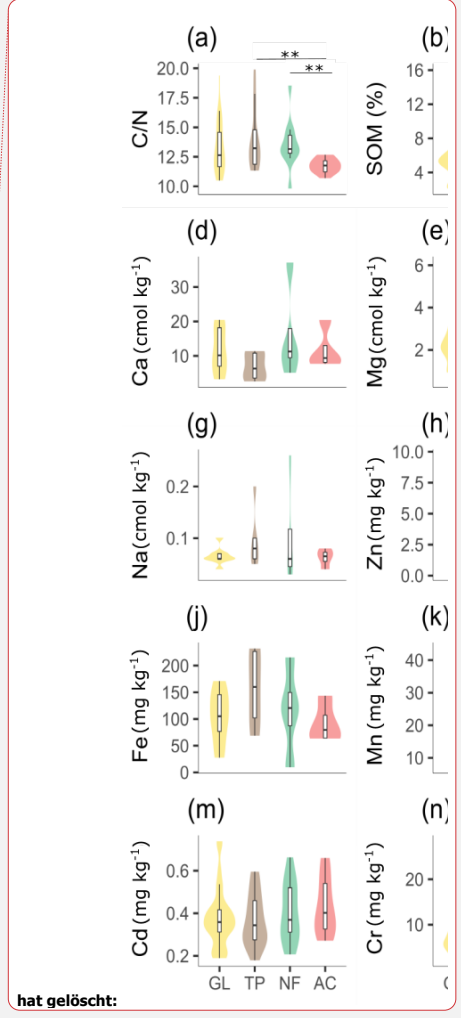 (a) (b)
**
**
C/N
20.0
17.5
15.0
12.5
10.0
SOM (%)
16
12
8
4
(d) (e)
Ca (cmol kg-1)
30
20
10
Mg (cmol kg-1)
6
4
2
(g) (h)
Na (cmol kg-1)
0.2
0.1
Zn (mg kg-1)
10.0
7.5
5.0
2.5
0.0
(j) (k)
Fe (mg kg-1)
200
150
100
50
0
Mn (mg kg-1)
40
30
20
10
(m) (n)
Cd (mg kg-1)
0.6
0.4
0.2
Cr (mg kg-1)
20
10
GL TP NF AC
hat gelöscht: